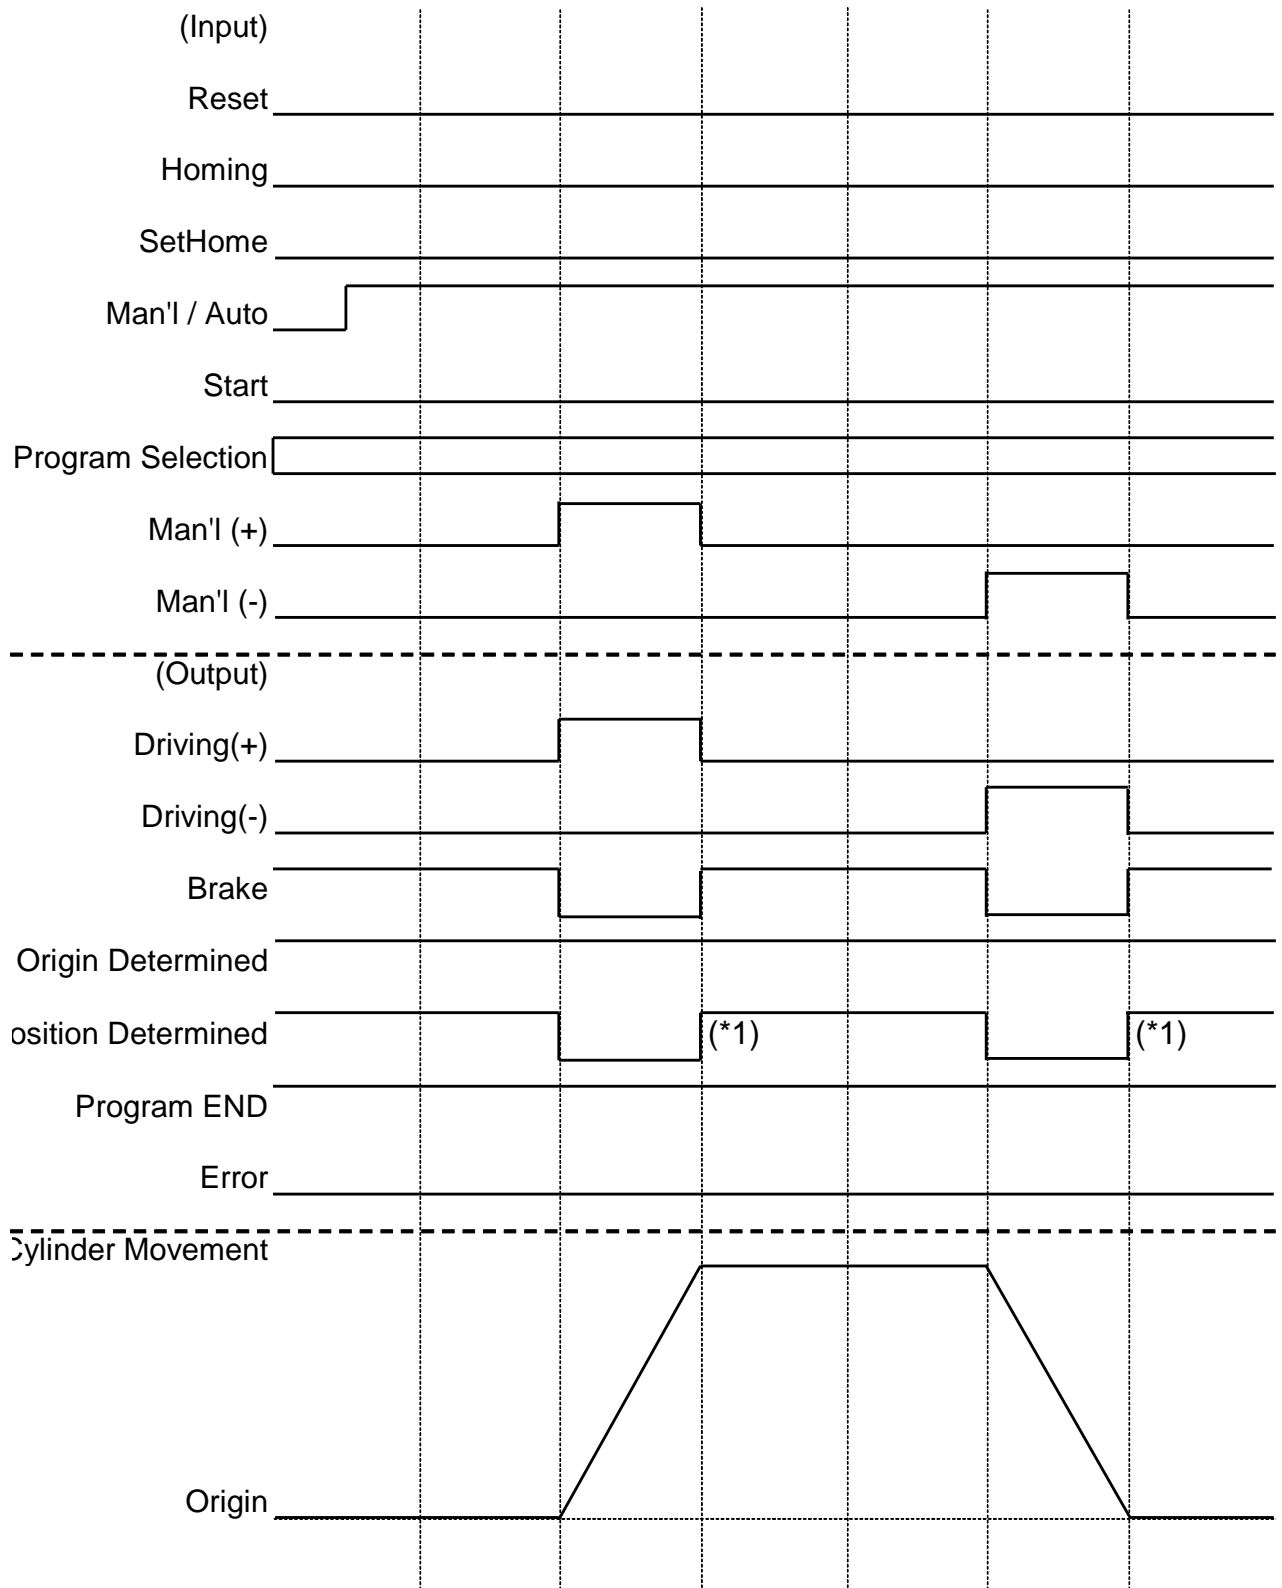 (Input)
Reset
Homing
SetHome
Man'l / Auto
Start
Program Selection
Man'l (+)
Man'l (-)
(Output)
Driving(+)
Driving(-)
Brake
Origin Determined
osition Determined
(*1)
(*1)
Program END
Error
Cylinder Movement
Origin